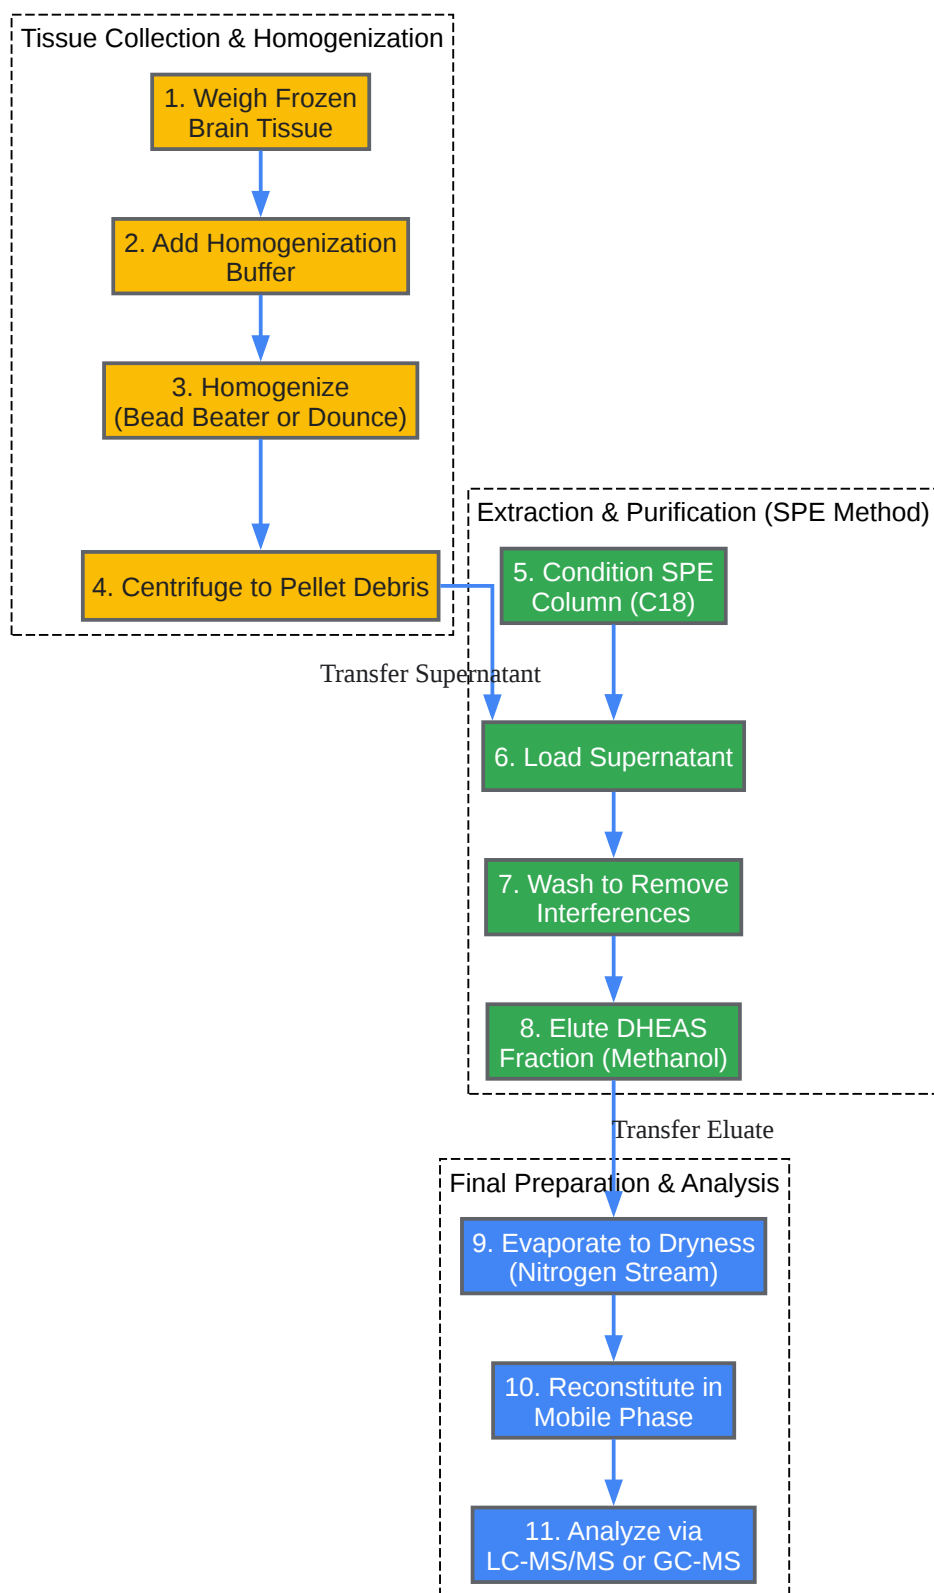 Tissue Collection & Homogenization
1. Weigh Frozen
Brain Tissue
2. Add Homogenization
Buffer
3. Homogenize
(Bead Beater or Dounce)
4. Centrifuge to Pellet Debris
Transfer Supernatant
Extraction & Purification (SPE Method)
5. Condition SPE
Column (C18)
6. Load Supernatant
7. Wash to Remove
Interferences
8. Elute DHEAS
Fraction (Methanol)
Transfer Eluate
Final Preparation & Analysis
9. Evaporate to Dryness
(Nitrogen Stream)
10. Reconstitute in
Mobile Phase
11. Analyze via
LC-MS/MS or GC-MS